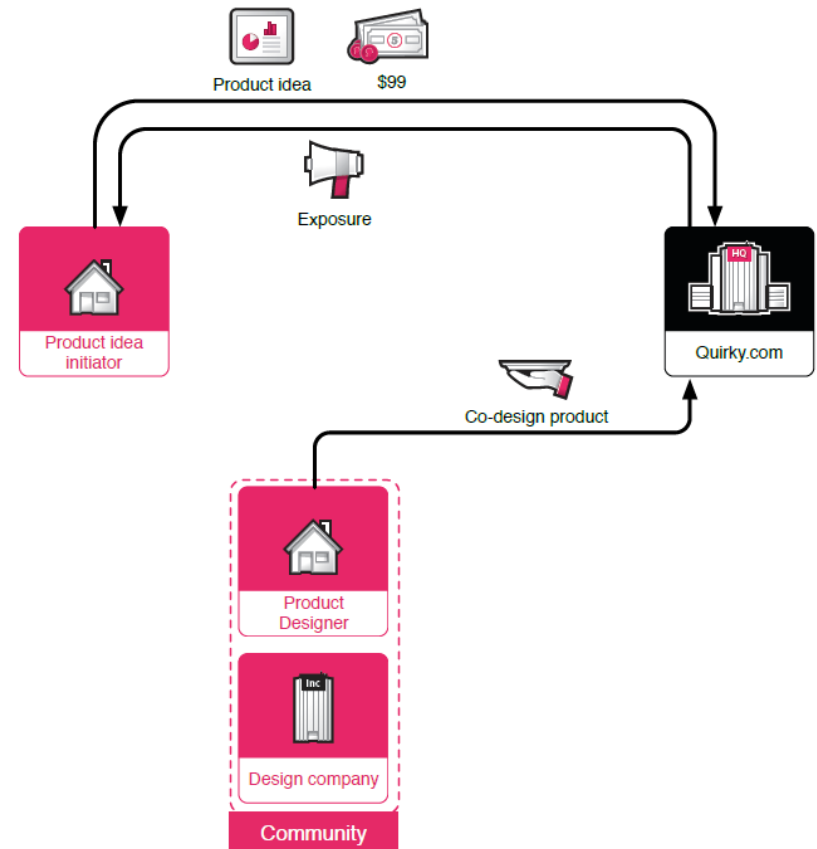 Product idea
$99
Exposure
HQ
Product idea
initiator
Quirky.com
Co-design product
Product
Designer
Inc
Design company
Community